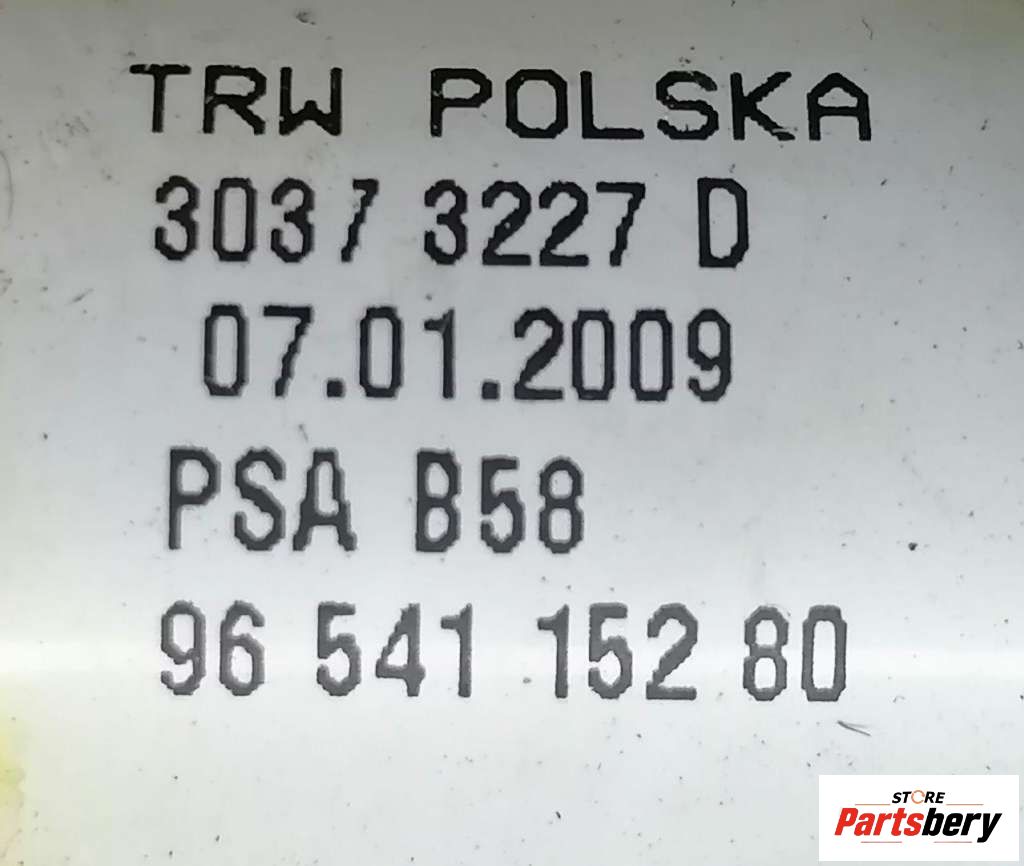 TRW POLSKA
3037 3227 D
07.01.2009
PSA B58
96 541 152 80
STORE
Partsbery